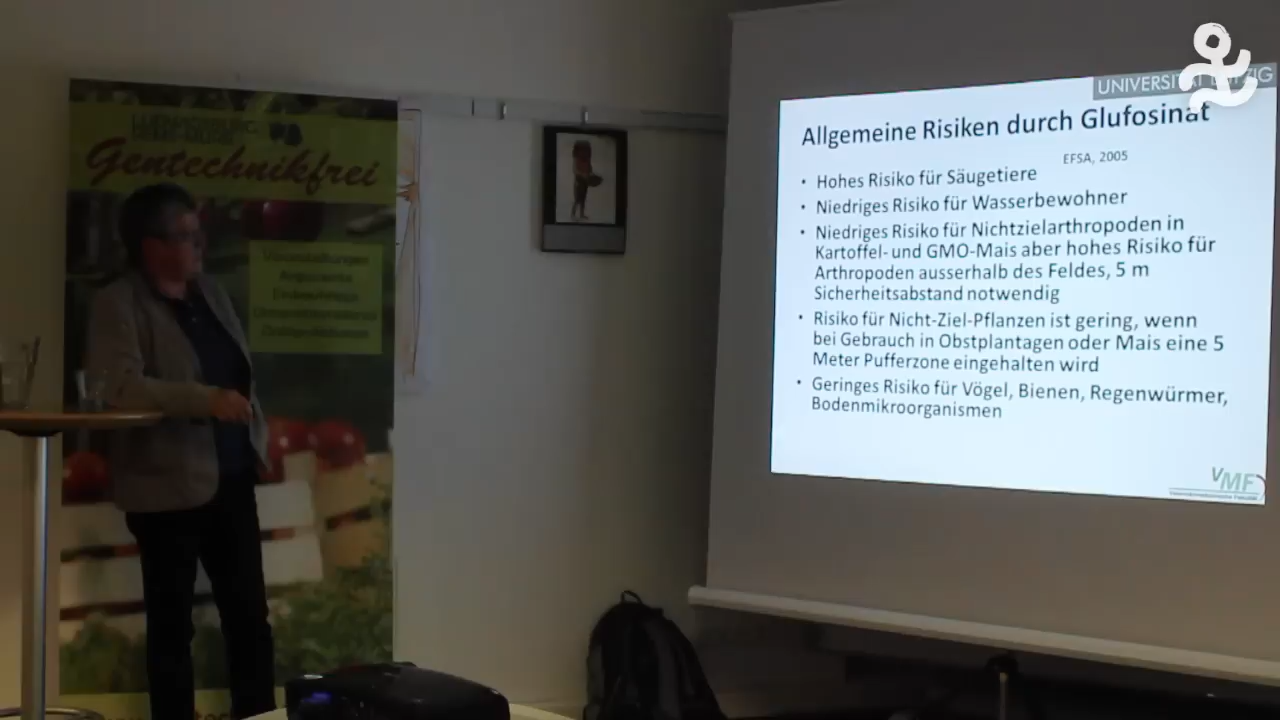 Gentechnikfrei
Veranstaltungen
Argumente
UNIVERSITÄT LEIPZIG
Allgemeine Risiken durch Glufosinat
EFSA, 2005
• Hohes Risiko für Säugetiere
• Niedriges Risiko für Wasserbewohner
• Niedriges Risiko für Nichtzielarthropoden in
Kartoffel- und GMO-Mais aber hohes Risiko für
Arthropoden ausserhalb des Feldes, 5 m
Sicherheitsabstand notwendig
• Risiko für Nicht-Ziel-Pflanzen ist gering, wenn
bei Gebrauch in Obstplantagen oder Mais eine 5
Meter Pufferzone eingehalten wird
• Geringes Risiko für Vögel, Bienen, Regenwürmer,
Bodenmikroorganismen
VMF